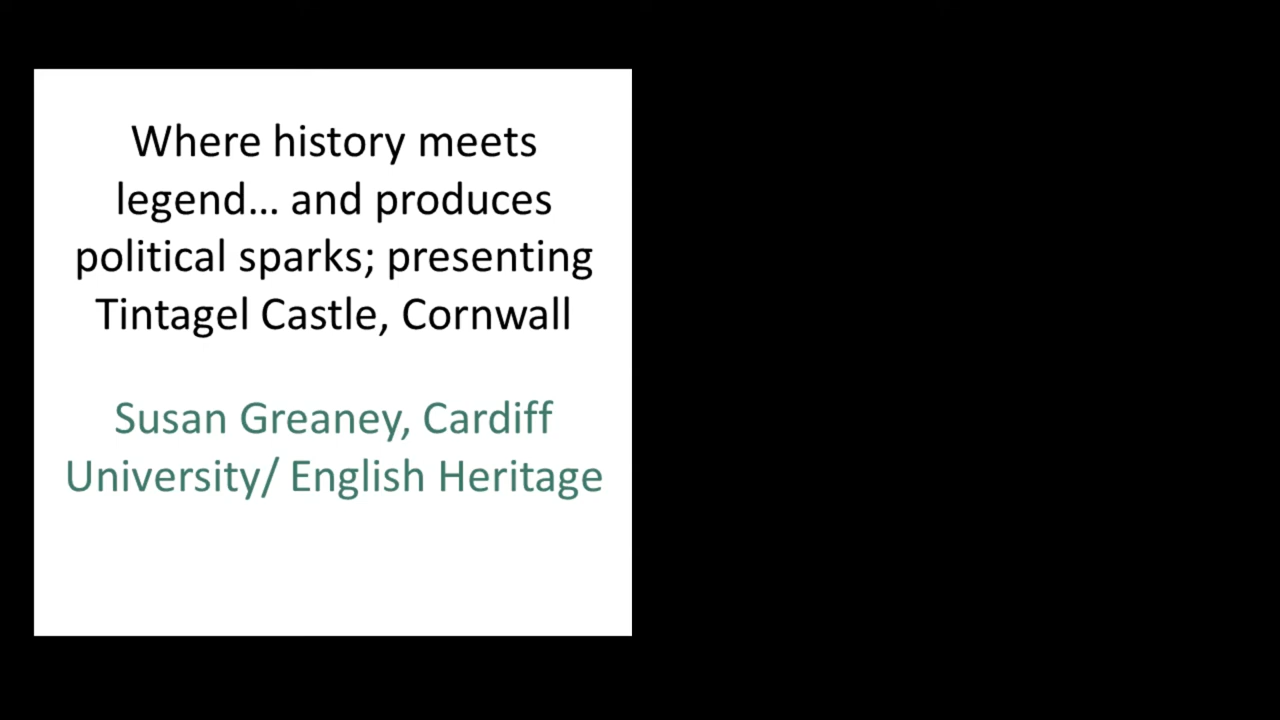 Where history meets
legend… and produces
political sparks; presenting
Tintagel Castle, Cornwall
Susan Greaney, Cardiff
University/ English Heritage